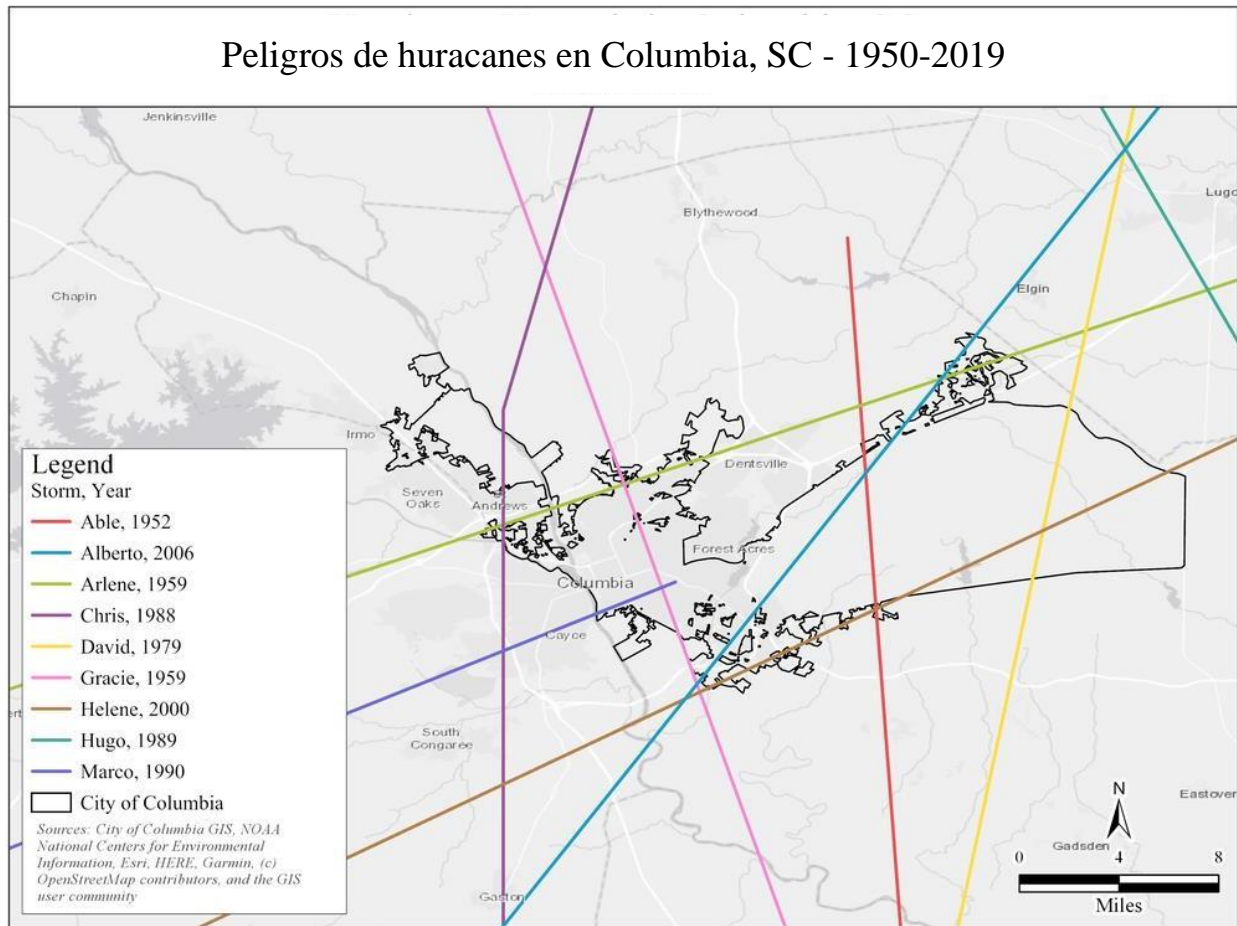 Peligros de huracanes en Columbia, SC - 1950-2019
Jenkinsville
Lugo
Blythewood
Elgin
Chapin
Irmo
Dentsville
Seven
Oaks
St
Andrews
Forest Acres
Columbia
Cayce
South
Congaree
Gaston
Eastover
Gadsden
Legend
Storm, Year
Able, 1952
Alberto, 2006
Arlene, 1959
Chris, 1988
David, 1979
Gracie, 1959
Helene, 2000
Hugo, 1989
Marco, 1990
City of Columbia
Sources: City of Columbia GIS, NOAA
National Centers for Environmental
Information, Esri, HERE, Garmin, (c)
OpenStreetMap contributors, and the GIS
user community
N
0 4 8
Miles